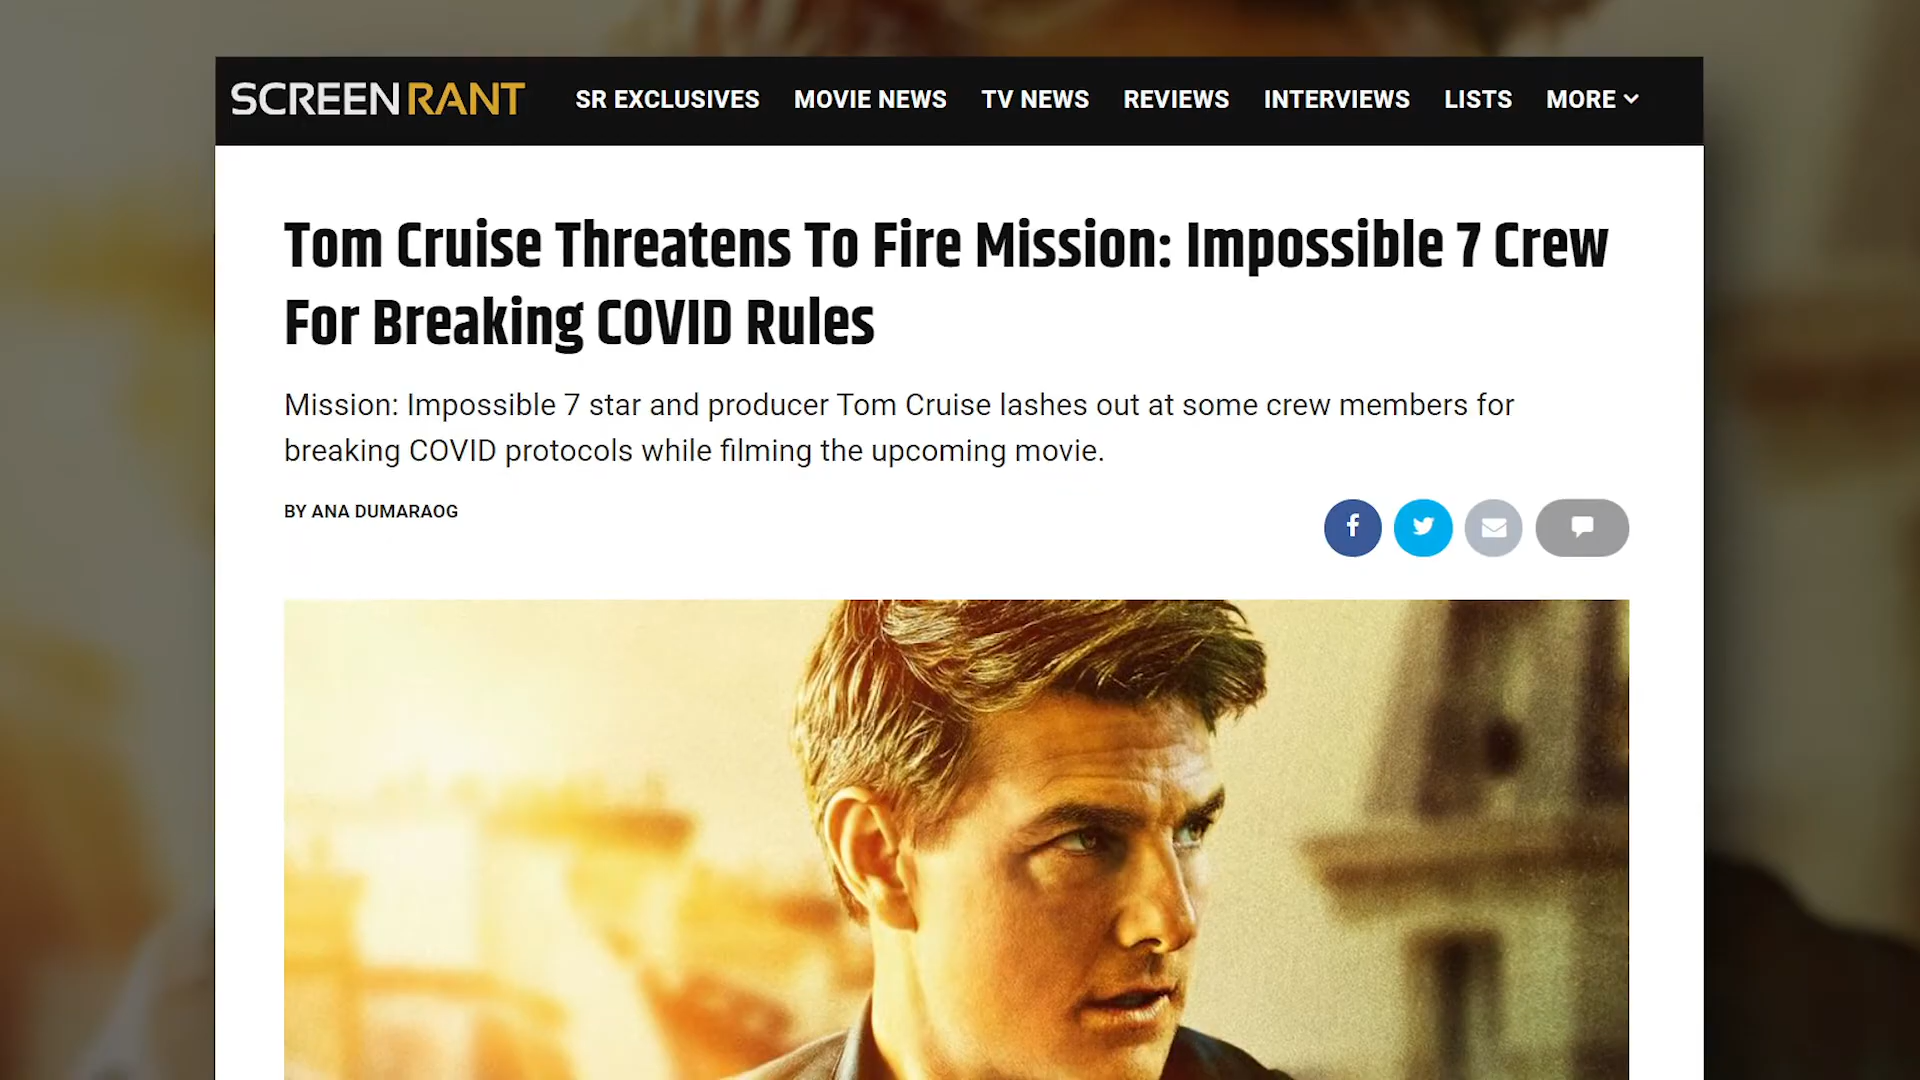 SCREENRANT SR EXCLUSIVES MOVIE NEWS TV NEWS REVIEWS INTERVIEWS LISTS MORE
Tom Cruise Threatens To Fire Mission: Impossible 7 Crew
For Breaking COVID Rules
Mission: Impossible 7 star and producer Tom Cruise lashes out at some crew members for
breaking COVID protocols while filming the upcoming movie.
BY ANA DUMARAOG